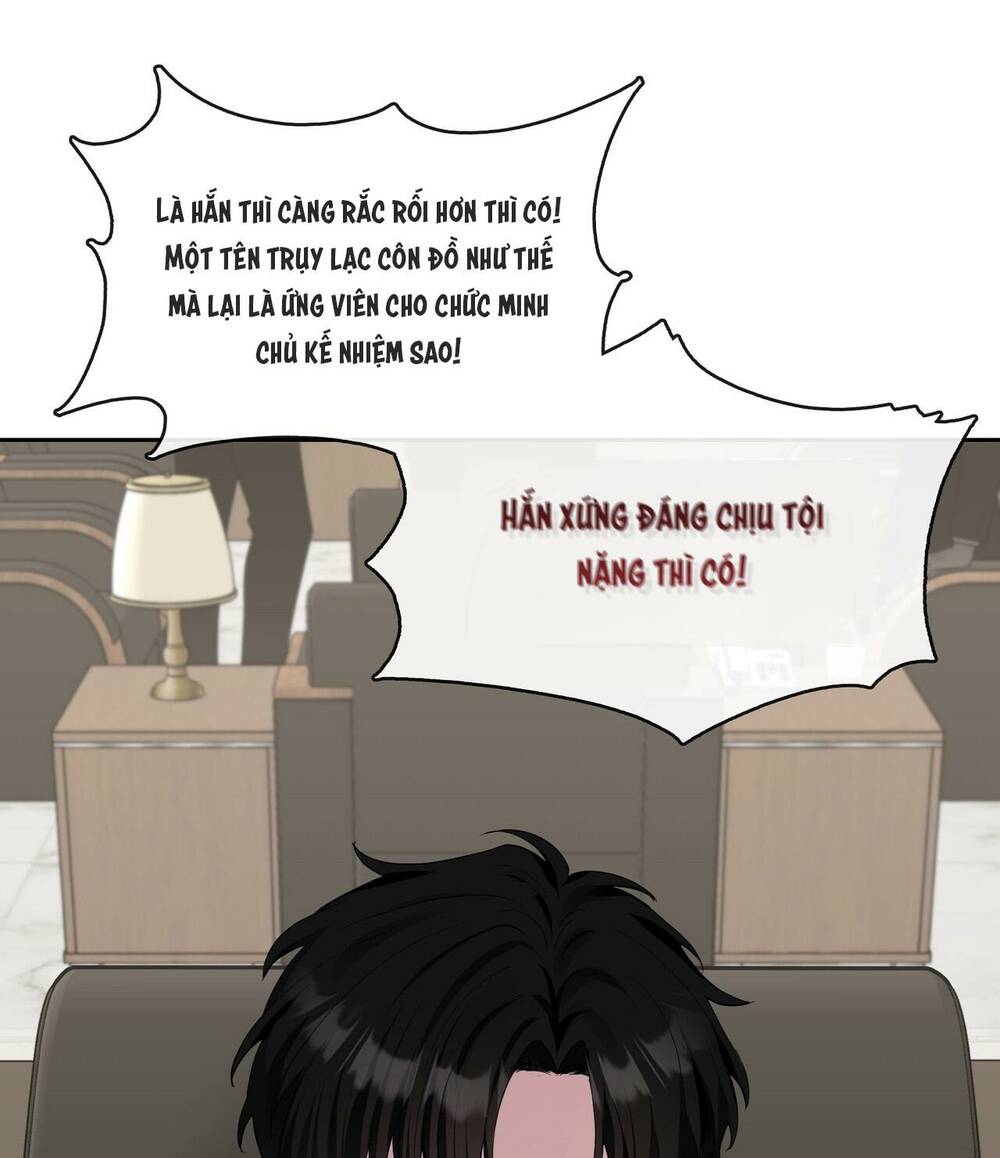 LÀ HẮN THÌ CÀNG RẮC RỐI HƠN THÌ CÓ!
MỘT TÊN TRỤY LẠC CÔN ĐỒ NHƯ THẾ
MÀ LẠI LÀ ỨNG VIÊN CHO CHỨC MINH
CHỦ KẾ NHIỆM SAO!
HẮN XỨNG ĐÁNG CHỊU TỘI
NẶNG THÌ CÓ!